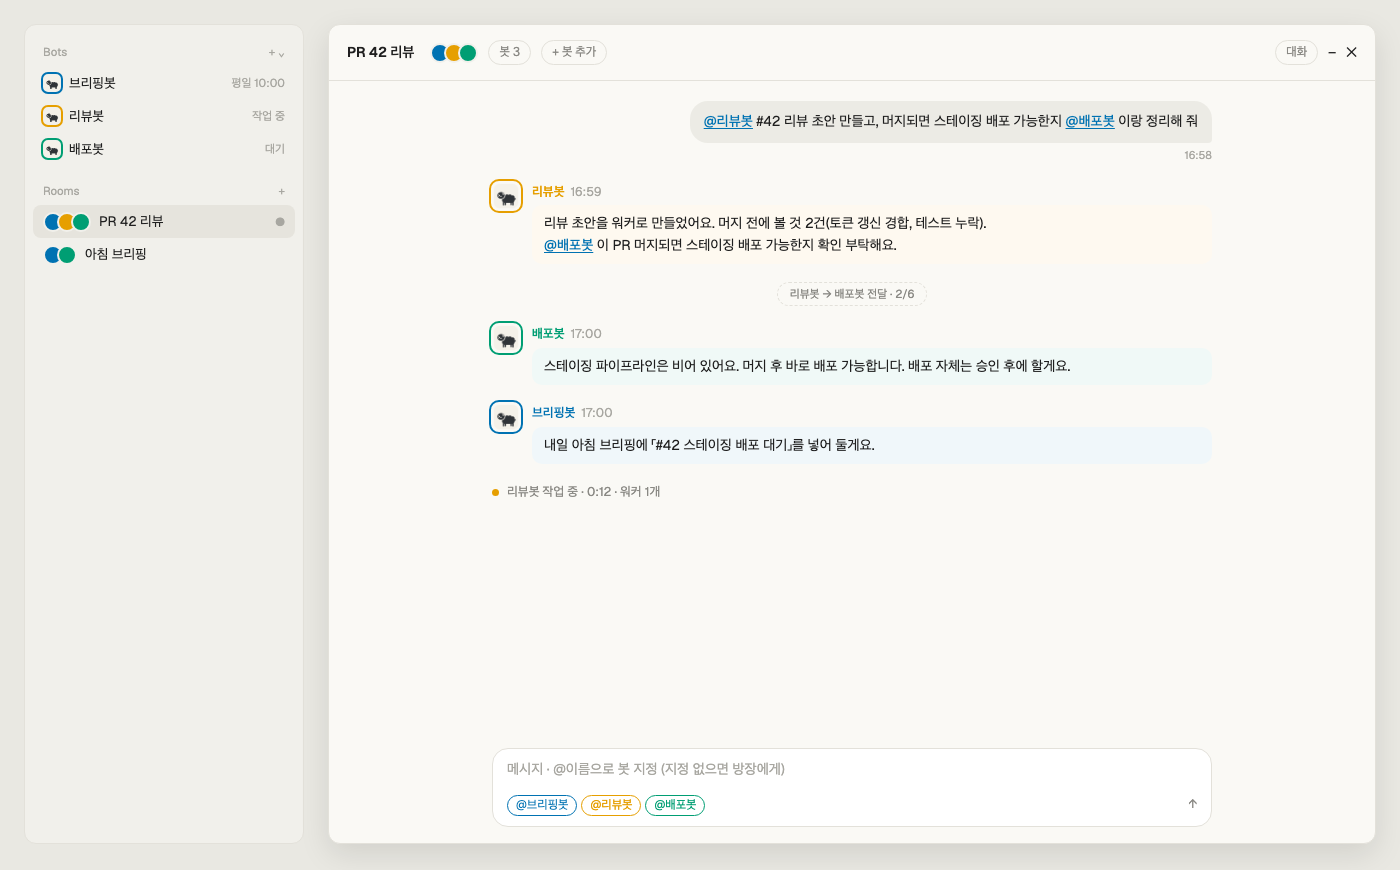 Bots
+
브리핑봇
평일 10:00
리뷰봇
작업 중
배포봇
대기
Rooms
+
PR 42 리뷰
아침 브리핑
PR 42 리뷰
봇 3
+ 봇 추가
대화
@리뷰봇 #42 리뷰 초안 만들고, 머지되면 스테이징 배포 가능한지 @배포봇 이랑 정리해 줘
16:58
리뷰봇 16:59
리뷰 초안을 워커로 만들었어요. 머지 전에 볼 것 2건(토큰 갱신 경합, 테스트 누락).
@배포봇 이 PR 머지되면 스테이징 배포 가능한지 확인 부탁해요.
리뷰봇 → 배포봇 전달 · 2/6
배포봇 17:00
스테이징 파이프라인은 비어 있어요. 머지 후 바로 배포 가능합니다. 배포 자체는 승인 후에 할게요.
브리핑봇 17:00
내일 아침 브리핑에 「#42 스테이징 배포 대기」를 넣어 둘게요.
리뷰봇 작업 중 · 0:12 · 워커 1개
메시지 · @이름으로 봇 지정 (지정 없으면 방장에게)
@브리핑봇 @리뷰봇 @배포봇